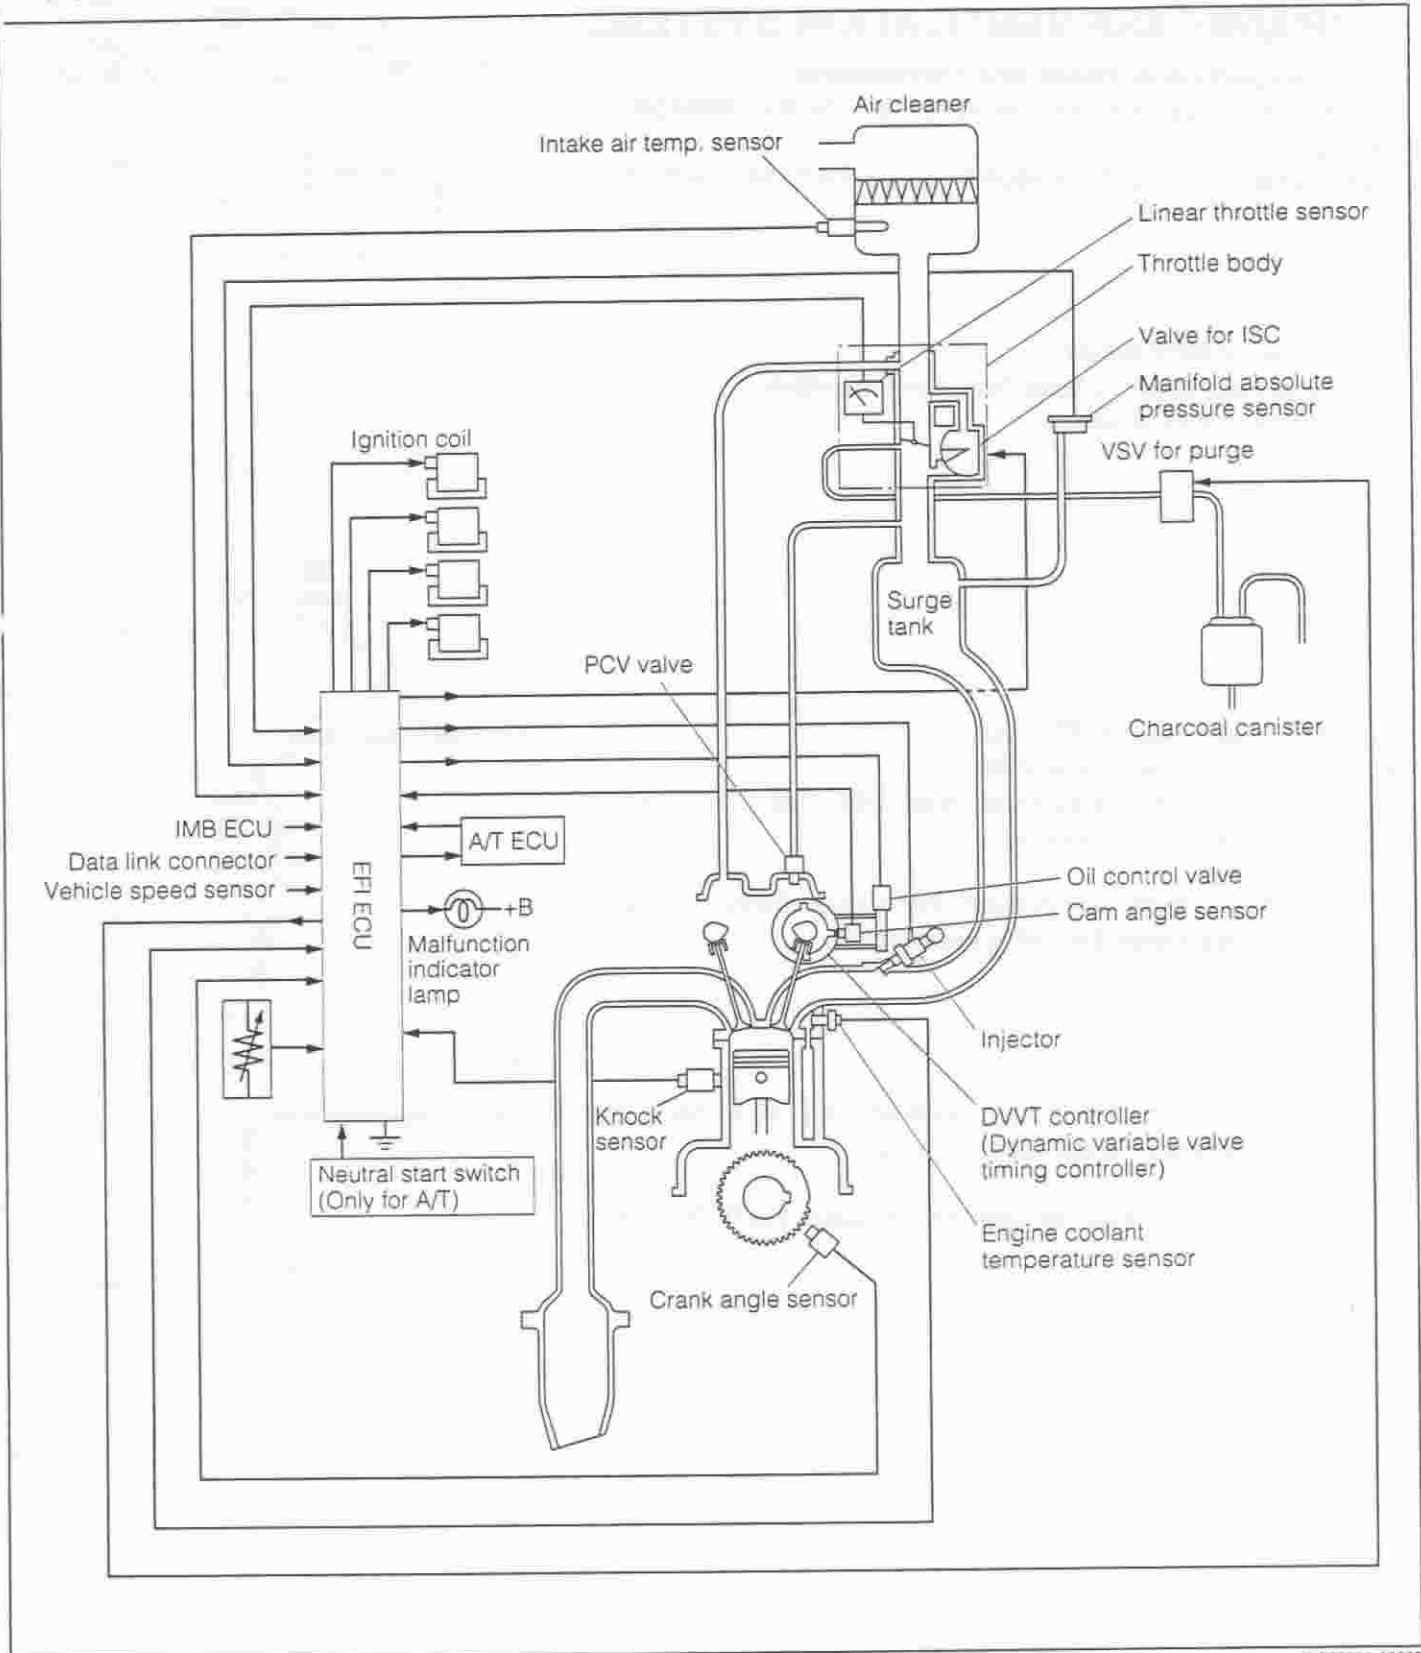 Air cleaner
Intake air temp. sensor
Linear throttle sensor
Throttle body
Valve for ISC
Manifold absolute
pressure sensor
VSV for purge
Ignition coil
Surge
tank
PCV valve
Charcoal canister
IMB ECU
Data link connector
Vehicle speed sensor
EFI ECU
A/T ECU
+B
Malfunction
indicator
lamp
Oil control valve
Cam angle sensor
Injector
Knock
sensor
DVVT controller
(Dynamic variable valve
timing controller)
Neutral start switch
(Only for A/T)
Engine coolant
temperature sensor
Crank angle sensor